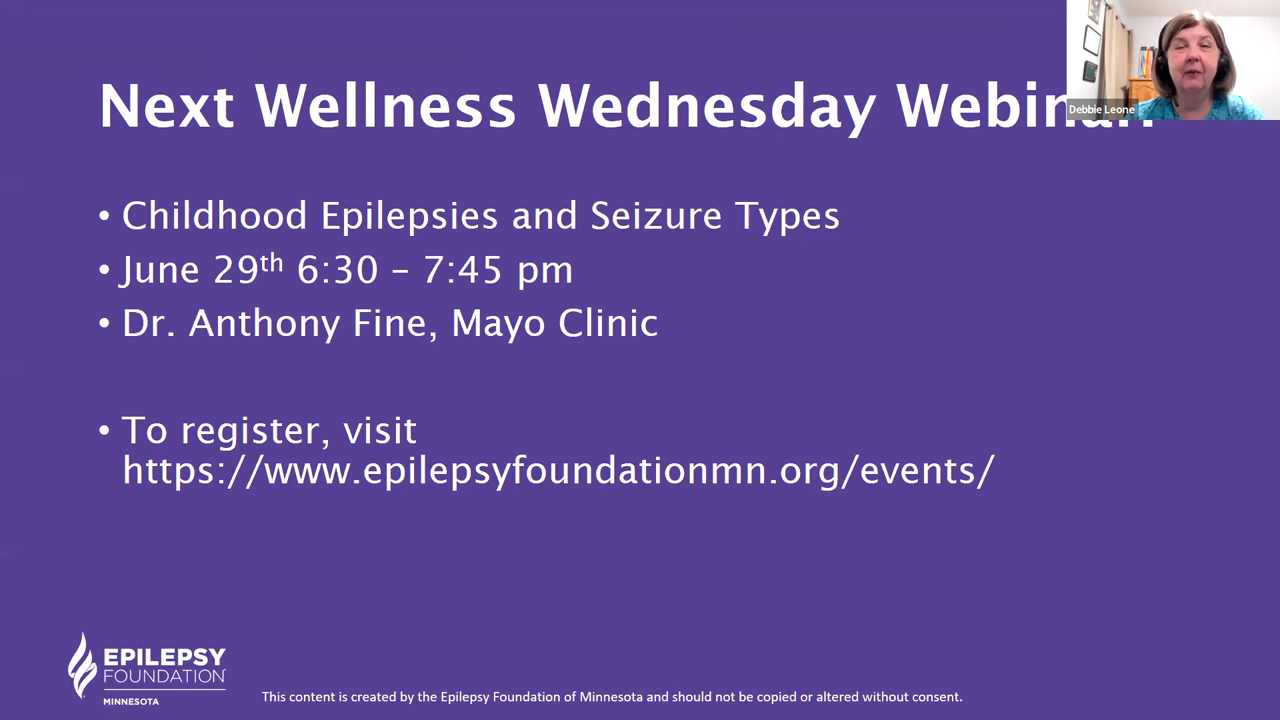 Next Wellness Wednesday Webinar:
Debbie Leone
• Childhood Epilepsies and Seizure Types
• June 29th 6:30 – 7:45 pm
• Dr. Anthony Fine, Mayo Clinic
• To register, visit
https://www.epilepsyfoundationmn.org/events/
EPILEPSY
FOUNDATION
MINNESOTA
This content is created by the Epilepsy Foundation of Minnesota and should not be copied or altered without consent.